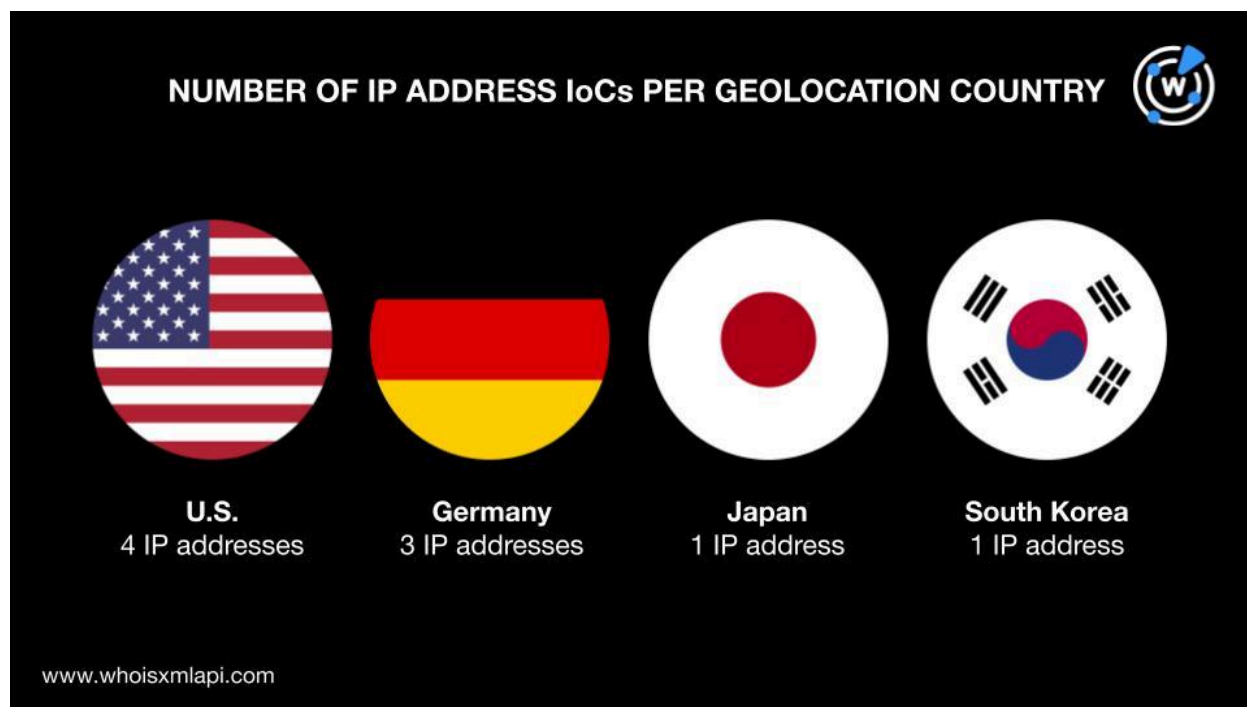 NUMBER OF IP ADDRESS IoCs PER GEOLOCATION COUNTRY
W
U.S.
4 IP addresses
Germany
3 IP addresses
Japan
1 IP address
South Korea
1 IP address
www.whoisxmlapi.com